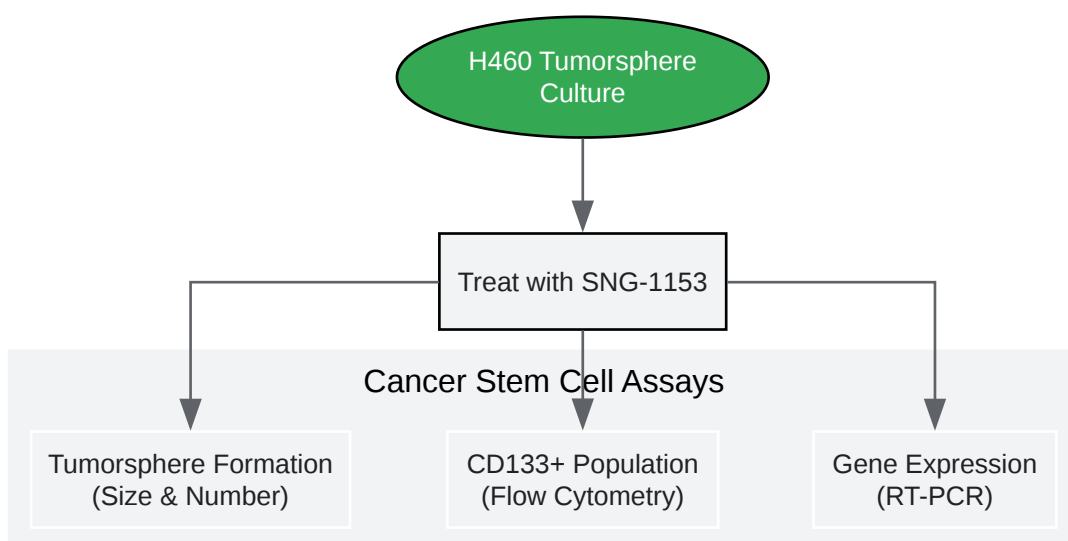 H460 Tumorsphere
Culture
Treat with SNG-1153
Cancer Stem Cell Assays
Tumorsphere Formation
(Size & Number)
CD133+ Population
(Flow Cytometry)
Gene Expression
(RT-PCR)